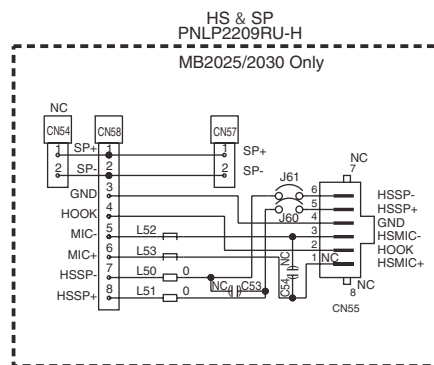 HS & SP
PNLP2209RU-H
MB2025/2030 Only
NC
CN54 CN58 CN57
1 SP+ 1 1 SP+
2 SP- 2 2 SP-
GND 3
HOOK 4
MIC- 5 L52
MIC+ 6 L53
HSSP- 7 L50 0
HSSP+ 8 L51 0
NC C53
NC
C54
J61
J60
NC
7
6 HSSP-
5 HSSP+
4 GND
3 HSMIC-
2 HOOK
1 NC HSMIC+
8 NC
CN55